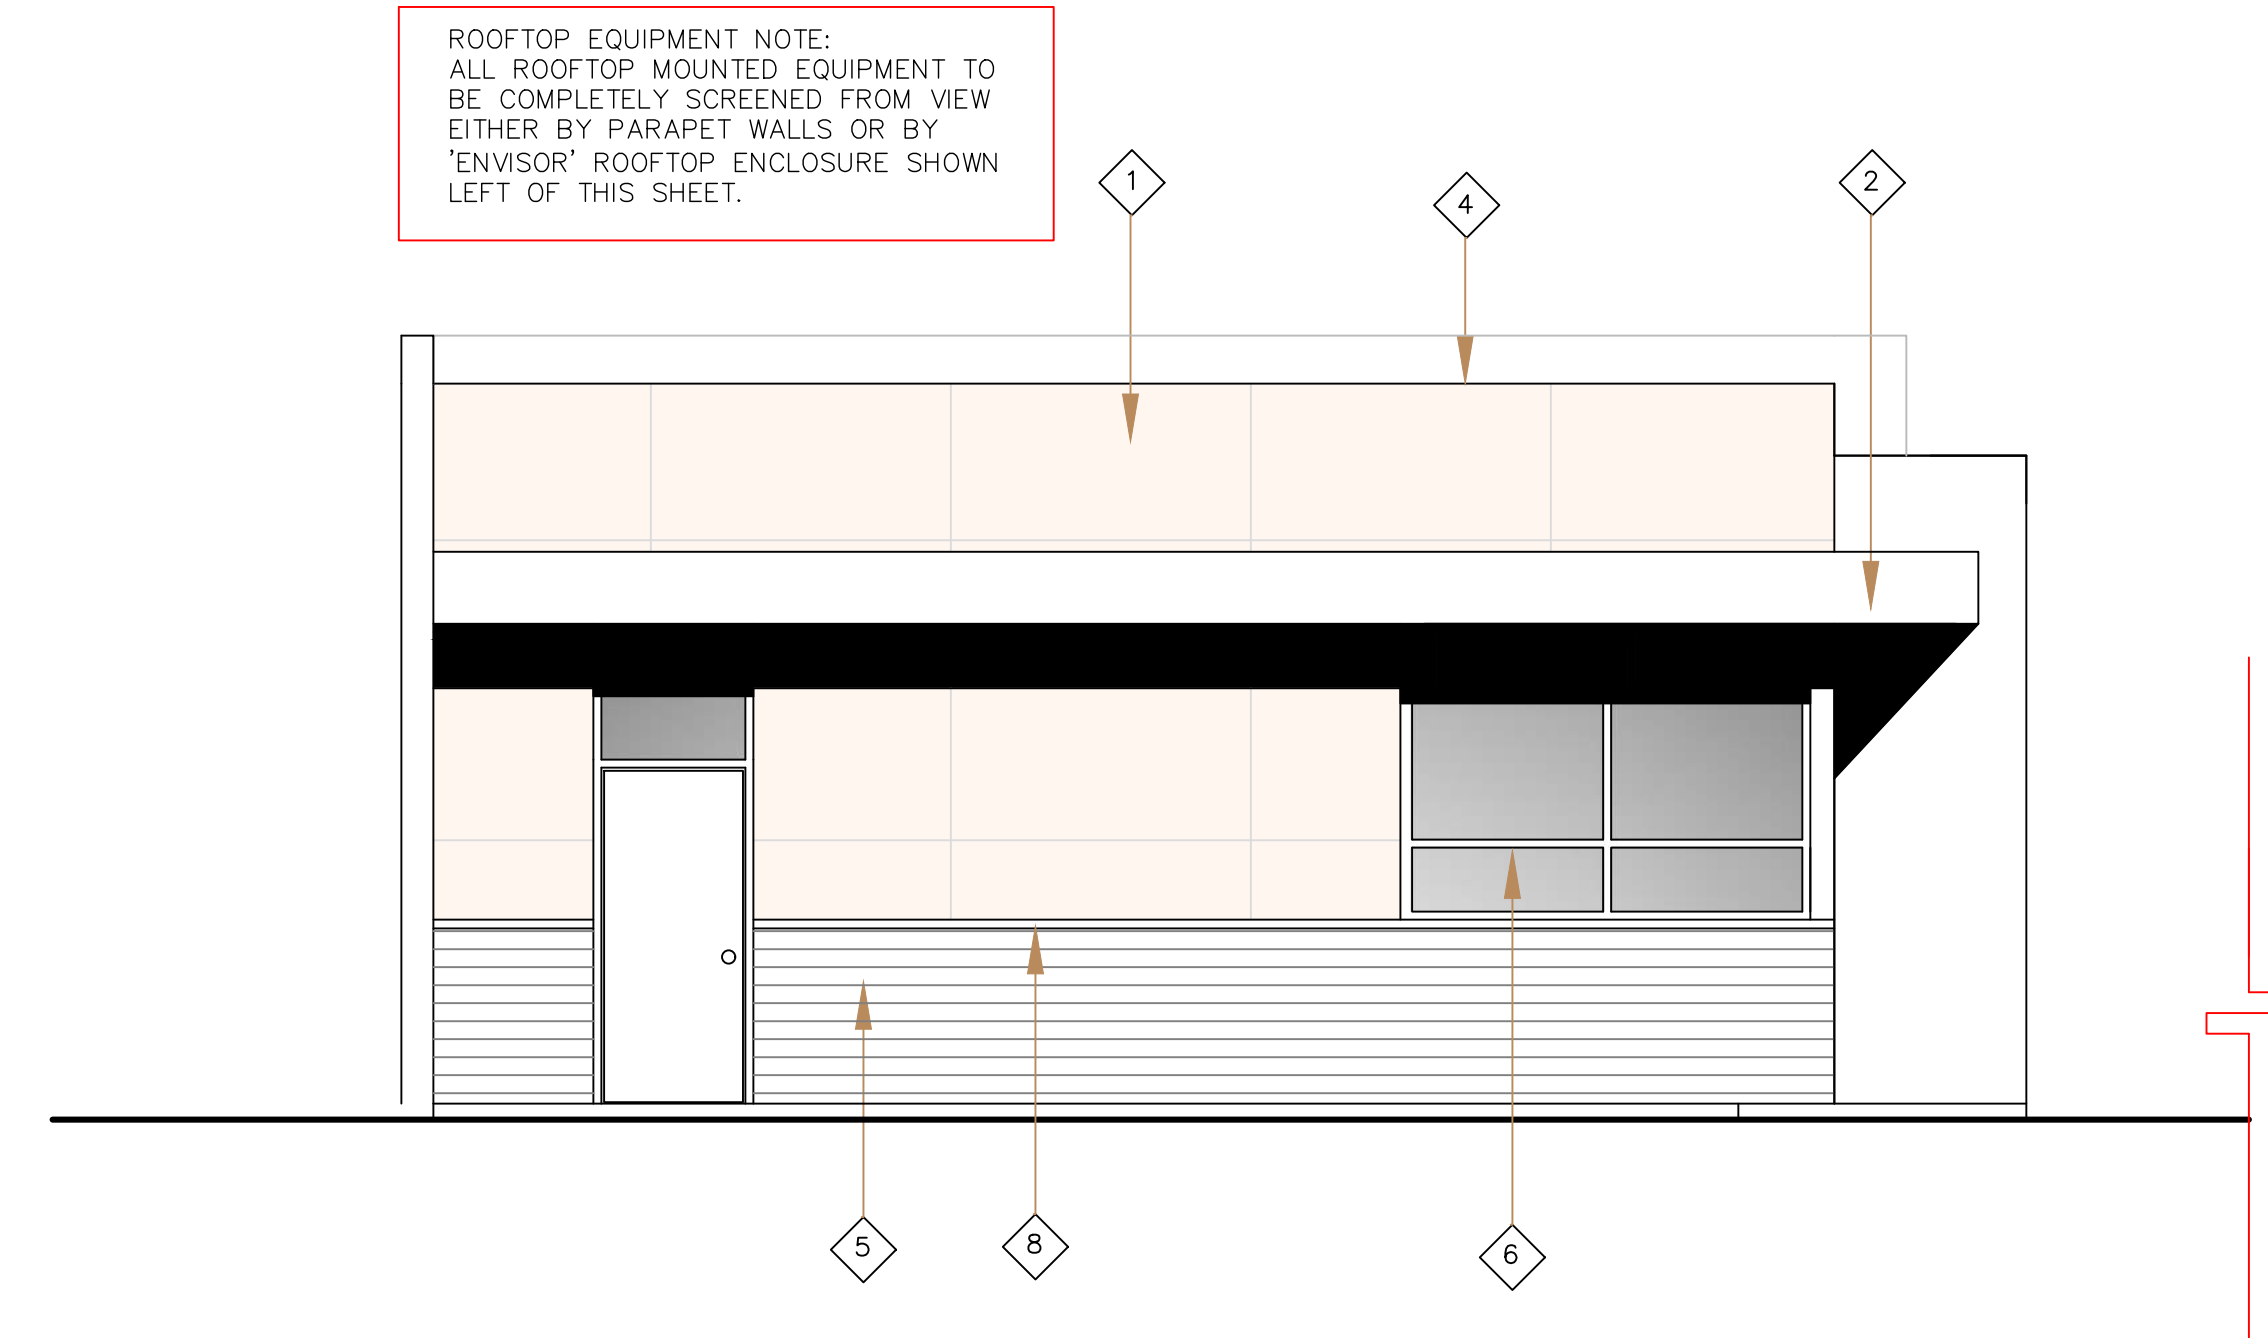 ROOFTOP EQUIPMENT NOTE:
ALL ROOFTOP MOUNTED EQUIPMENT TO
BE COMPLETELY SCREENED FROM VIEW
EITHER BY PARAPET WALLS OR BY
'ENVISOR' ROOFTOP ENCLOSURE SHOWN
LEFT OF THIS SHEET.
1
4
2
5
8
6